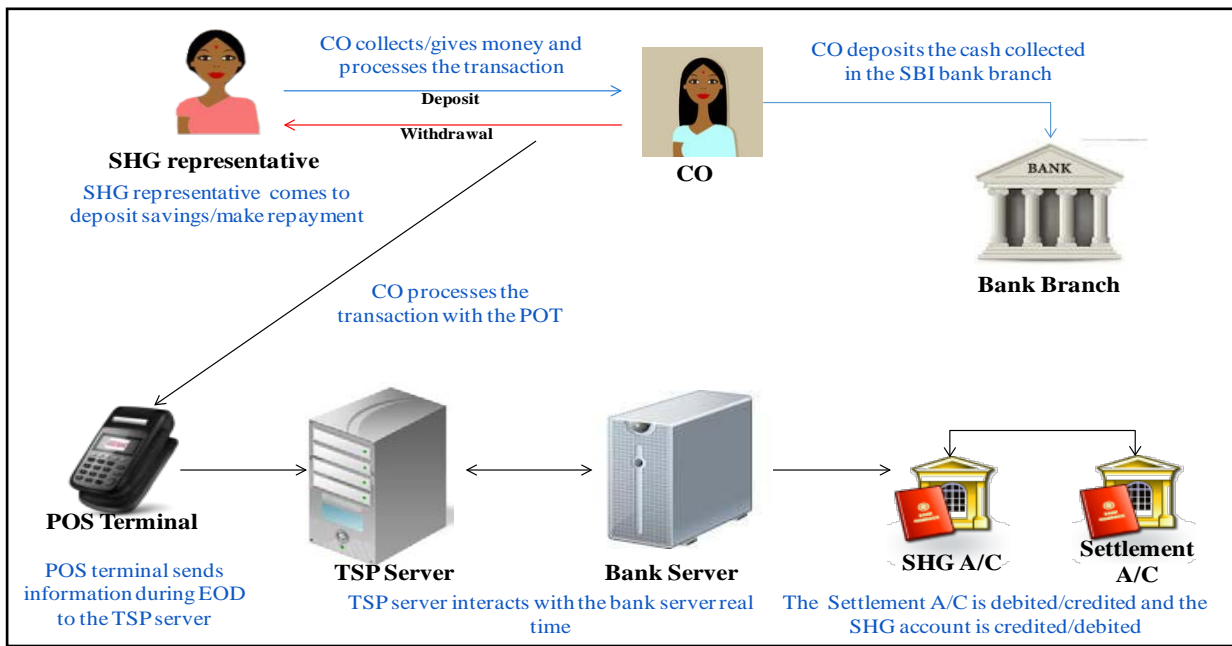 CO collects/gives money and
processes the transaction
Deposit
Withdrawal
SHG representative
SHG representative comes to
deposit savings/make repayment
CO
CO deposits the cash collected
in the SBI bank branch
BANK
Bank Branch
CO processes the
transaction with the POT
POS Terminal
POS terminal sends
information during EOD
to the TSP server
TSP Server
Bank Server
TSP server interacts with the bank server real
time
SHG A/C
Settlement
A/C
The Settlement A/C is debited/credited and the
SHG account is credited/debited